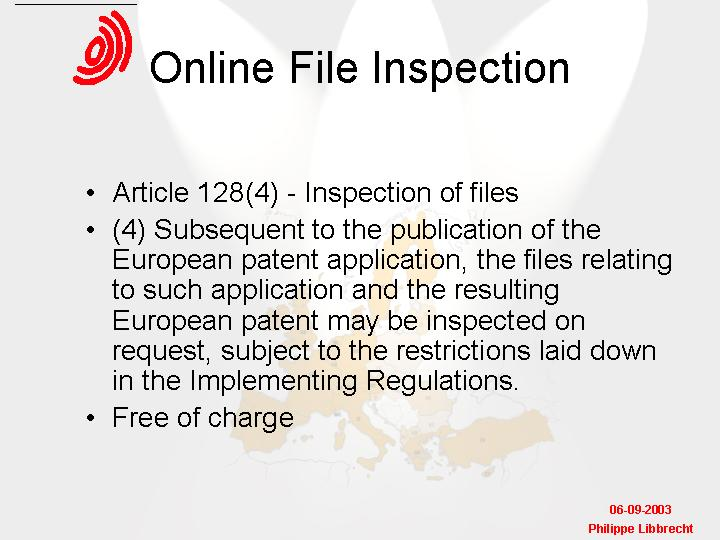 Online File Inspection
• Article 128(4) - Inspection of files
• (4) Subsequent to the publication of the
European patent application, the files relating
to such application and the resulting
European patent may be inspected on
request, subject to the restrictions laid down
in the Implementing Regulations.
• Free of charge
06-09-2003
Philippe Libbrecht